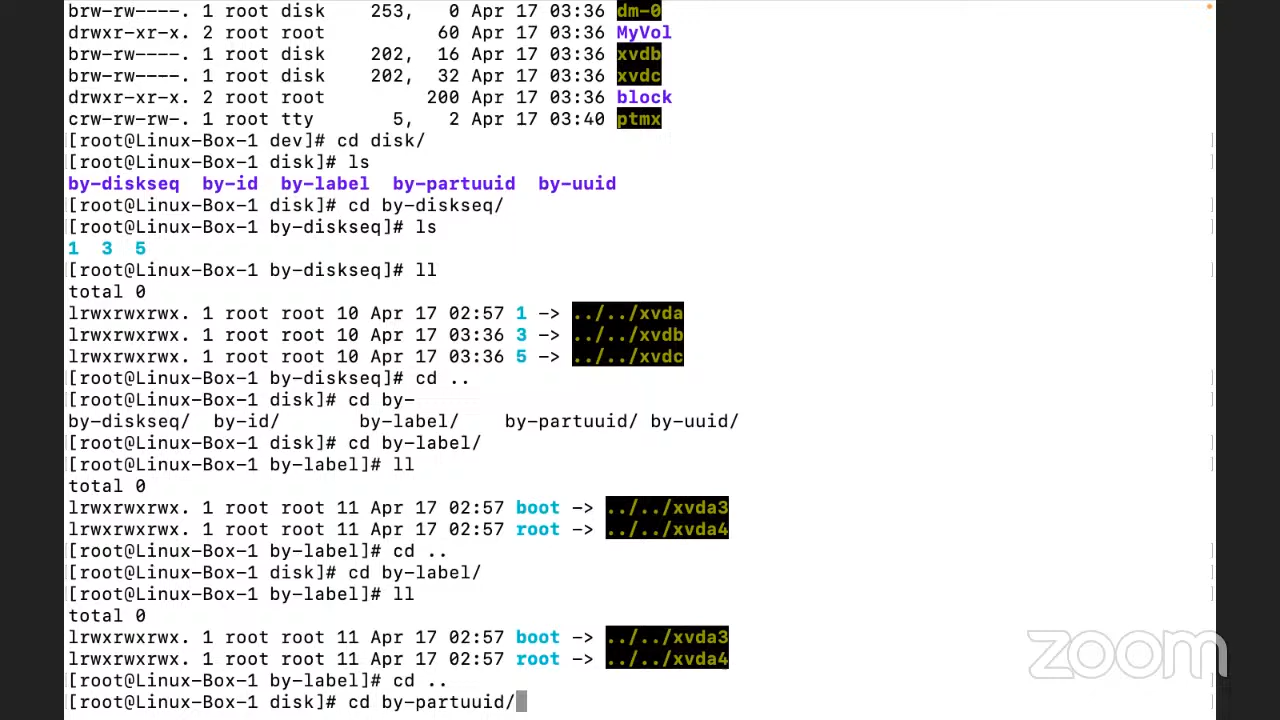 brw-rw----. 1 root disk    253,   0 Apr 17 03:36 dm-0
drwxr-xr-x. 2 root root          60 Apr 17 03:36 MyVol
brw-rw----. 1 root disk    202,  16 Apr 17 03:36 xvdb
brw-rw----. 1 root disk    202,  32 Apr 17 03:36 xvdc
drwxr-xr-x. 2 root root         200 Apr 17 03:36 block
crw-rw-rw-. 1 root tty       5,   2 Apr 17 03:40 ptmx
[root@Linux-Box-1 dev]# cd disk/
[root@Linux-Box-1 disk]# ls
by-diskseq  by-id  by-label  by-partuuid  by-uuid
[root@Linux-Box-1 disk]# cd by-diskseq/
[root@Linux-Box-1 by-diskseq]# ls
1  3  5
[root@Linux-Box-1 by-diskseq]# ll
total 0
lrwxrwxrwx. 1 root root 10 Apr 17 02:57 1 -> ../../xvda
lrwxrwxrwx. 1 root root 10 Apr 17 03:36 3 -> ../../xvdb
lrwxrwxrwx. 1 root root 10 Apr 17 03:36 5 -> ../../xvdc
[root@Linux-Box-1 by-diskseq]# cd ..
[root@Linux-Box-1 disk]# cd by-
by-diskseq/  by-id/       by-label/    by-partuuid/ by-uuid/
[root@Linux-Box-1 disk]# cd by-label/
[root@Linux-Box-1 by-label]# ll
total 0
lrwxrwxrwx. 1 root root 11 Apr 17 02:57 boot -> ../../xvda3
lrwxrwxrwx. 1 root root 11 Apr 17 02:57 root -> ../../xvda4
[root@Linux-Box-1 by-label]# cd ..
[root@Linux-Box-1 disk]# cd by-label/
[root@Linux-Box-1 by-label]# ll
total 0
lrwxrwxrwx. 1 root root 11 Apr 17 02:57 boot -> ../../xvda3
lrwxrwxrwx. 1 root root 11 Apr 17 02:57 root -> ../../xvda4
[root@Linux-Box-1 by-label]# cd ..
[root@Linux-Box-1 disk]# cd by-partuuid/
zoom